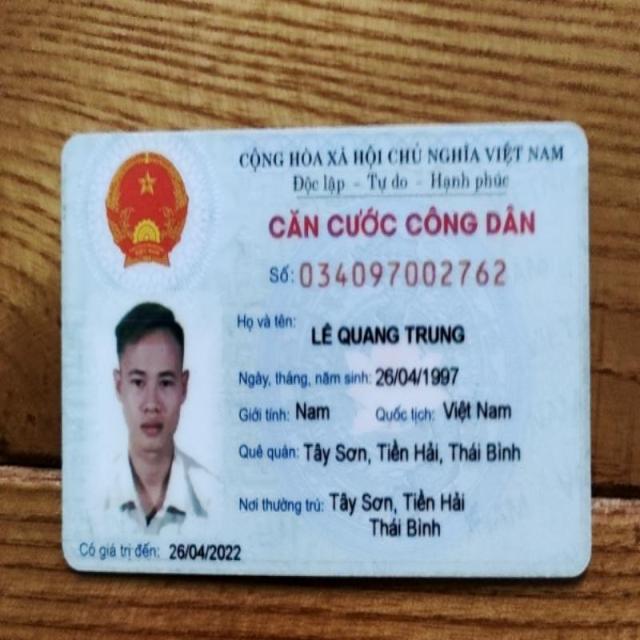 CỘNG HÒA XÃ HỘI CHỦ NGHĨA VIỆT NAM
Độc lập - Tự do - Hạnh phúc
CĂN CƯỚC CÔNG DÂN
Số: 034097002762
Họ và tên:
LÊ QUANG TRUNG
Ngày, tháng, năm sinh: 26/04/1997
Giới tính: Nam Quốc tịch: Việt Nam
Quê quán: Tây Sơn, Tiền Hải, Thái Bình
Nơi thường trú: Tây Sơn, Tiền Hải
Thái Bình
Có giá trị đến: 26/04/2022